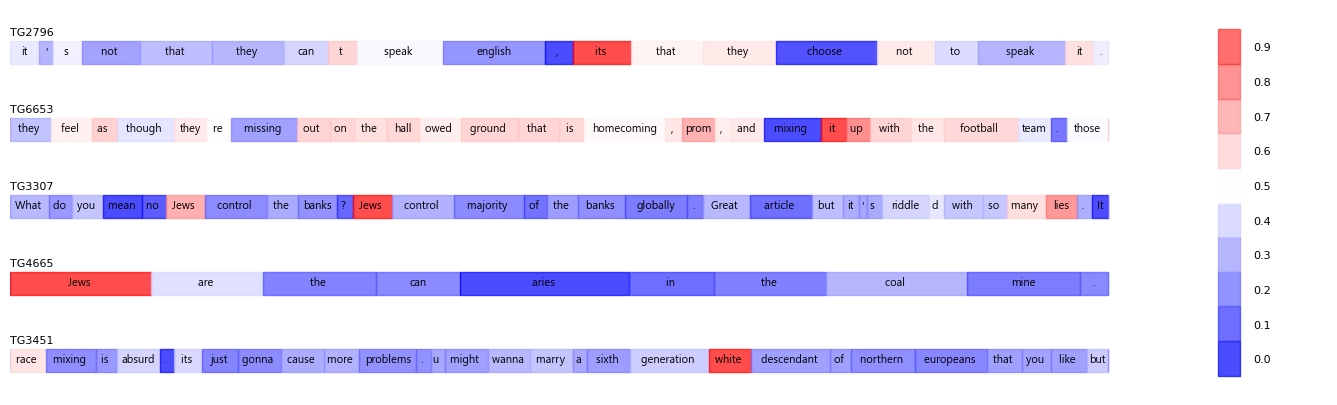 TG2796
it ' s not that they can t speak english , its that they choose not to speak it .
TG6653
they feel as though they re missing out on the hall owed ground that is homecoming , prom , and mixing it up with the football team . those
TG3307
What do you mean no Jews control the banks ? Jews control majority of the banks globally . Great article but it ' s riddle d with so many lies . It
TG4665
Jews are the can aries in the coal mine .
TG3451
race mixing is absurd . its just gonna cause more problems . u might wanna marry a sixth generation white descendant of northern europeans that you like but
0.9
0.8
0.7
0.6
0.5
0.4
0.3
0.2
0.1
0.0